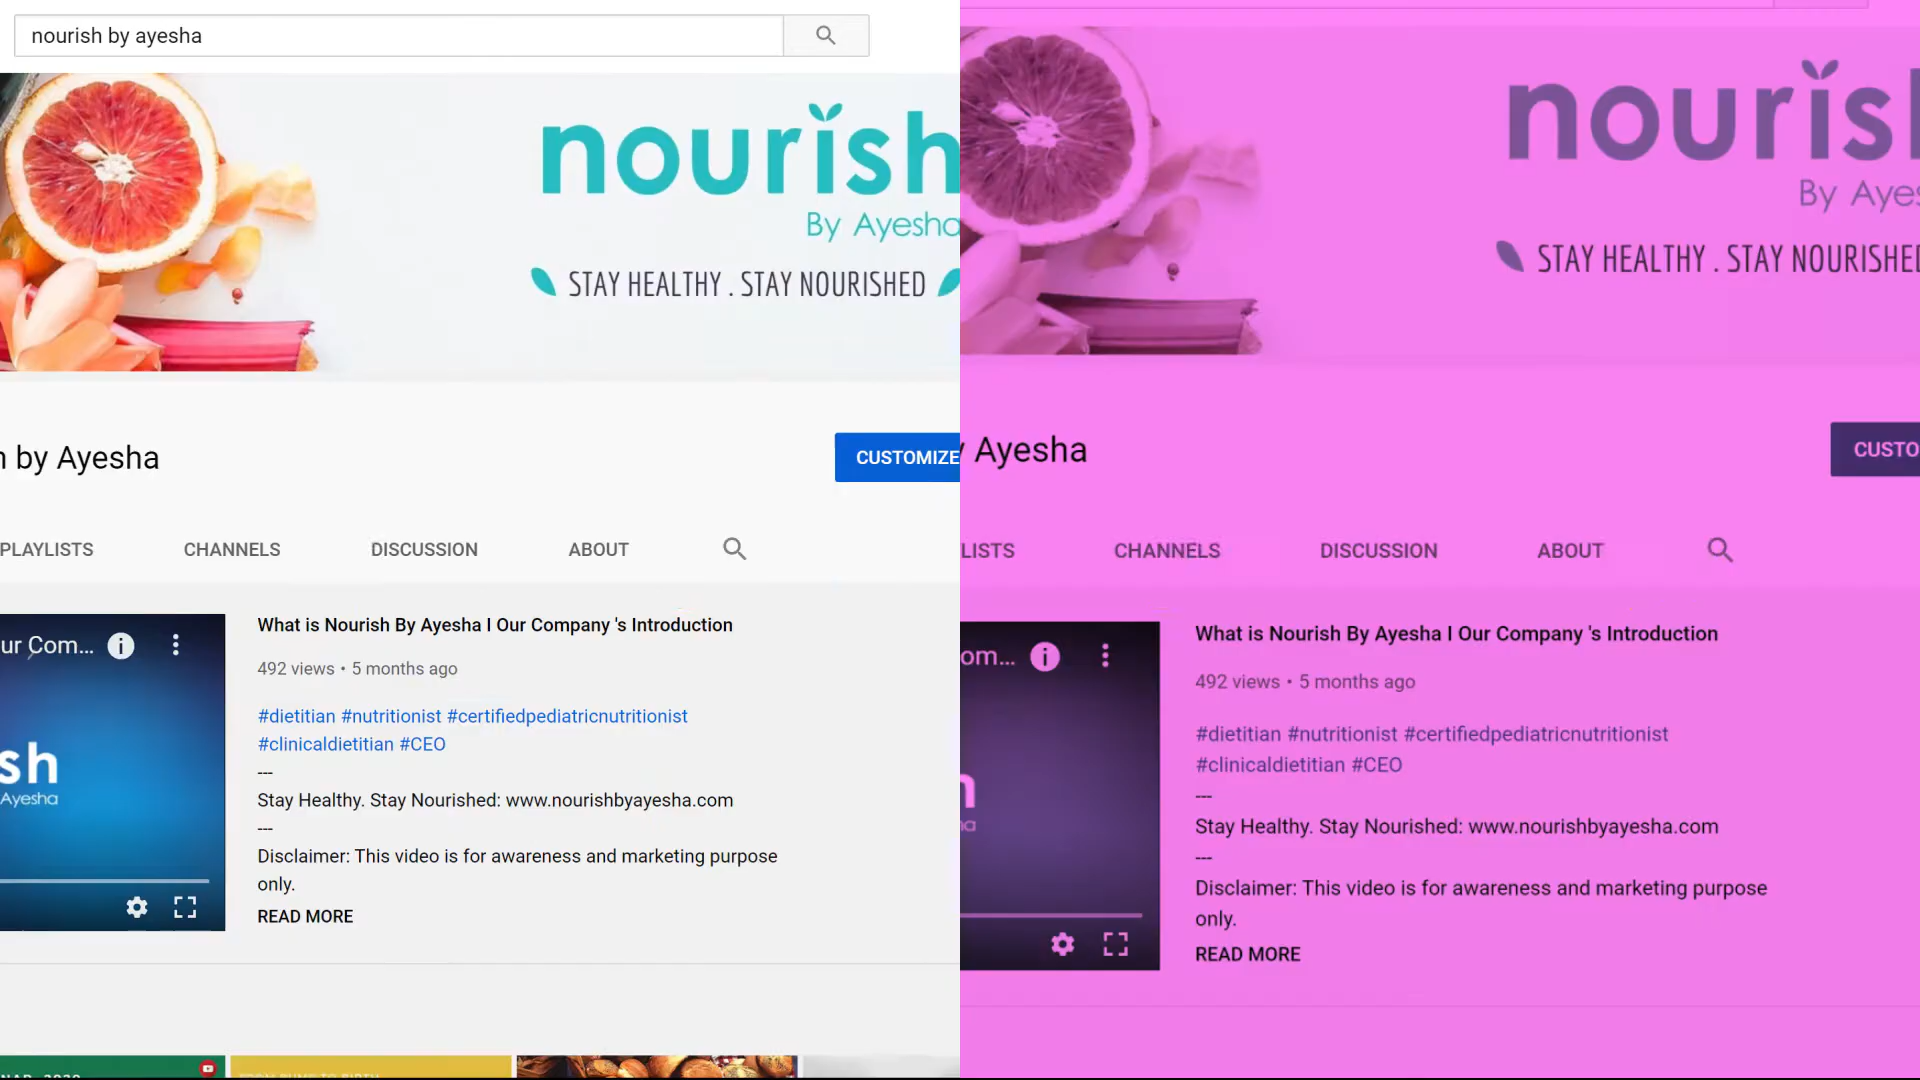 nourish by ayesha
nourish
By Ayesha
STAY HEALTHY . STAY NOURISHED
by Ayesha
CUSTOMIZE
PLAYLISTS CHANNELS DISCUSSION ABOUT
ur Com...
What is Nourish By Ayesha I Our Company 's Introduction
492 views • 5 months ago
#dietitian #nutritionist #certifiedpediatricnutritionist
#clinicaldietitian #CEO
sh
Ayesha
---
Stay Healthy. Stay Nourished: www.nourishbyayesha.com
---
Disclaimer: This video is for awareness and marketing purpose
only.
READ MORE
nouris
By Ayes
STAY HEALTHY . STAY NOURISHED
Ayesha
CUSTO
LISTS CHANNELS DISCUSSION ABOUT
om...
What is Nourish By Ayesha I Our Company 's Introduction
492 views • 5 months ago
#dietitian #nutritionist #certifiedpediatricnutritionist
#clinicaldietitian #CEO
---
Stay Healthy. Stay Nourished: www.nourishbyayesha.com
---
Disclaimer: This video is for awareness and marketing purpose
only.
READ MORE